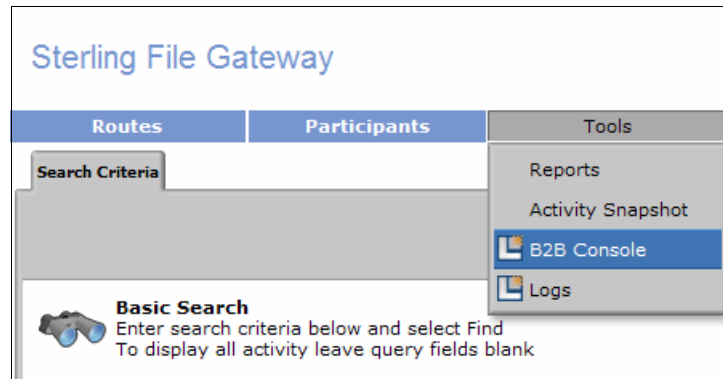 Sterling File Gateway
Routes
Participants
Tools
Search Criteria
Reports
Activity Snapshot
B2B Console
Logs
Basic Search
Enter search criteria below and select Find
To display all activity leave query fields blank